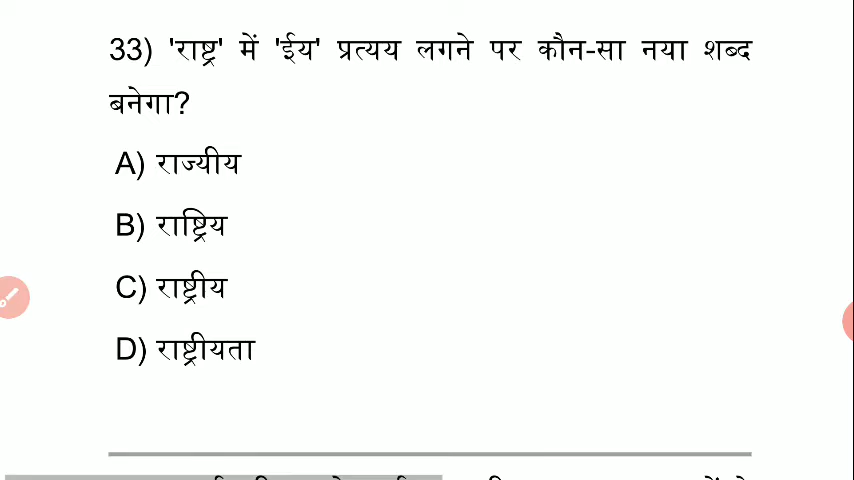 33) 'राष्ट्र' में 'ईय' प्रत्यय लगने पर कौन-सा नया शब्द
बनेगा?
A) राज्यीय
B) राष्ट्रिय
C) राष्ट्रीय
D) राष्ट्रीयता